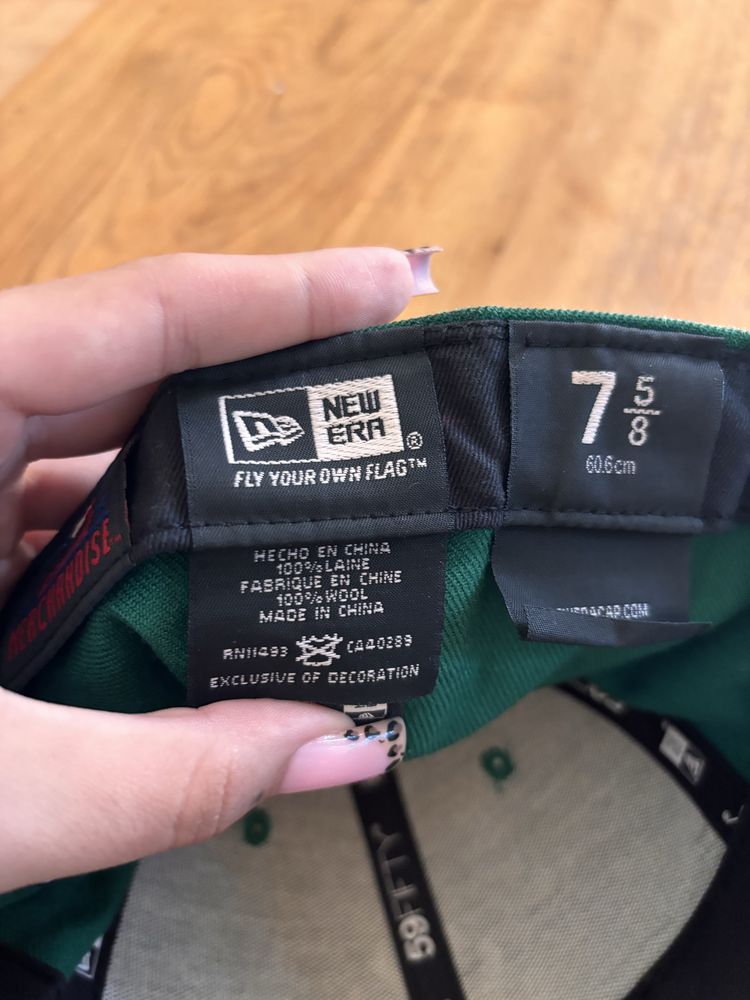 NEW
ERA®
FLY YOUR OWN FLAG™
7 5/8
60.6cm
MERCHANDISE™
HECHO EN CHINA
100%LAINE
FABRIQUE EN CHINE
100%WOOL
MADE IN CHINA
RN11493 CA40289
EXCLUSIVE OF DECORATION
59FIFTY